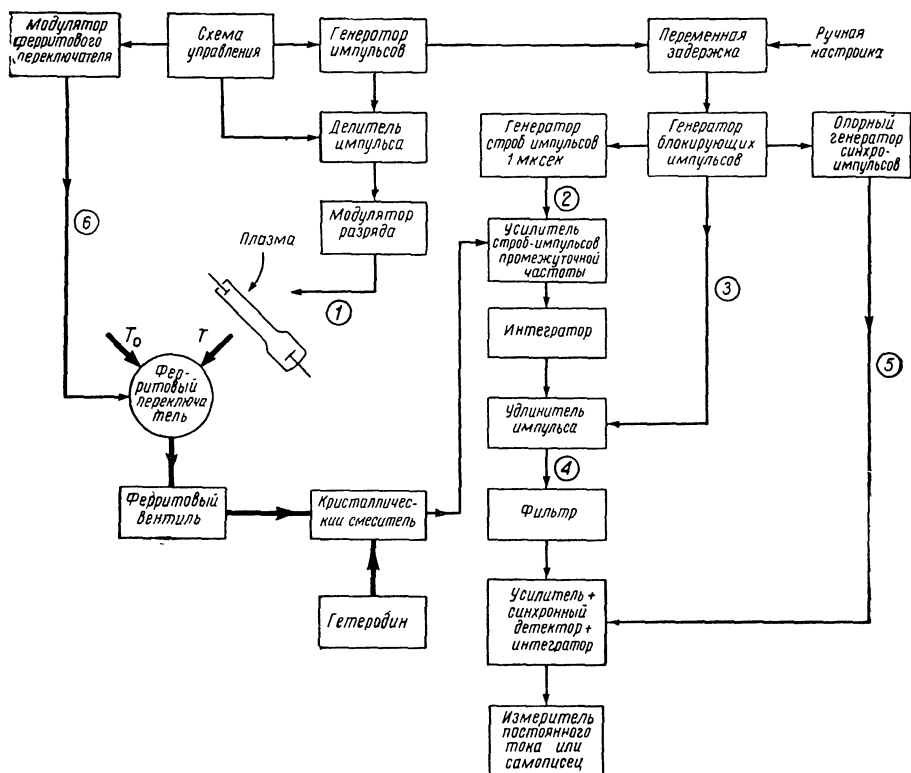 Модулятор
ферритового
переключателя
Схема
управления
Генератор
импульсов
Переменная
задержка
Ручная
настройка
Делитель
импульса
Генератор
строб импульсов
1 мксек
Генератор
блокирующих
импульсов
Опорный
генератор
синхро-
импульсов
6
Модулятор
разряда
2
Плазма
Усилитель
строб-импульсов
промежуточной
частоты
1
3
T₀
T
Интегратор
5
Фер-
ритовый
переключа
тель
Удлинитель
импульса
4
Ферритовый
вентиль
Кристалличес-
кий смеситель
Фильтр
Гетеродин
Усилитель +
синхронный
детектор +
интегратор
Измеритель
постоянного
тока или
самописец